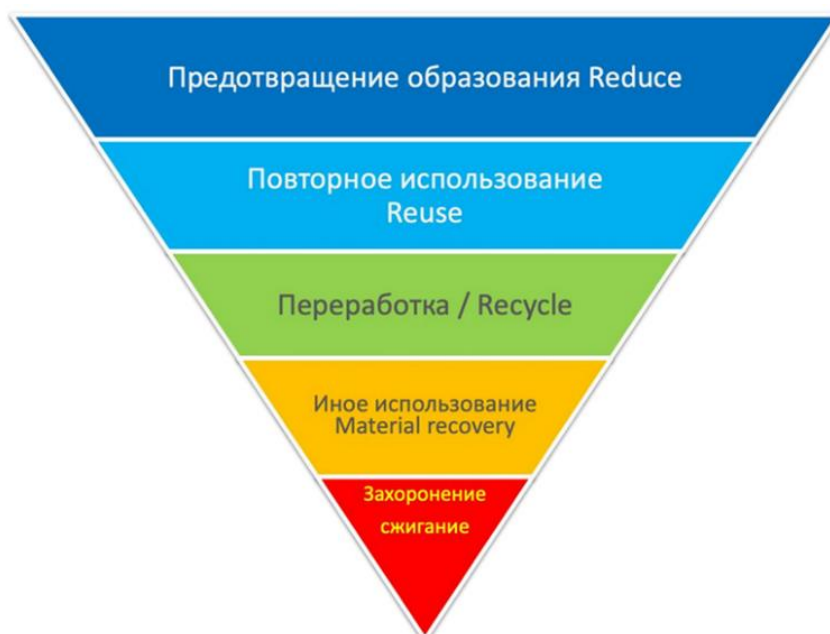 Предотвращение образования Reduce
Повторное использование
Reuse
Переработка / Recycle
Иное использование
Material recovery
Захоронение
сжигание